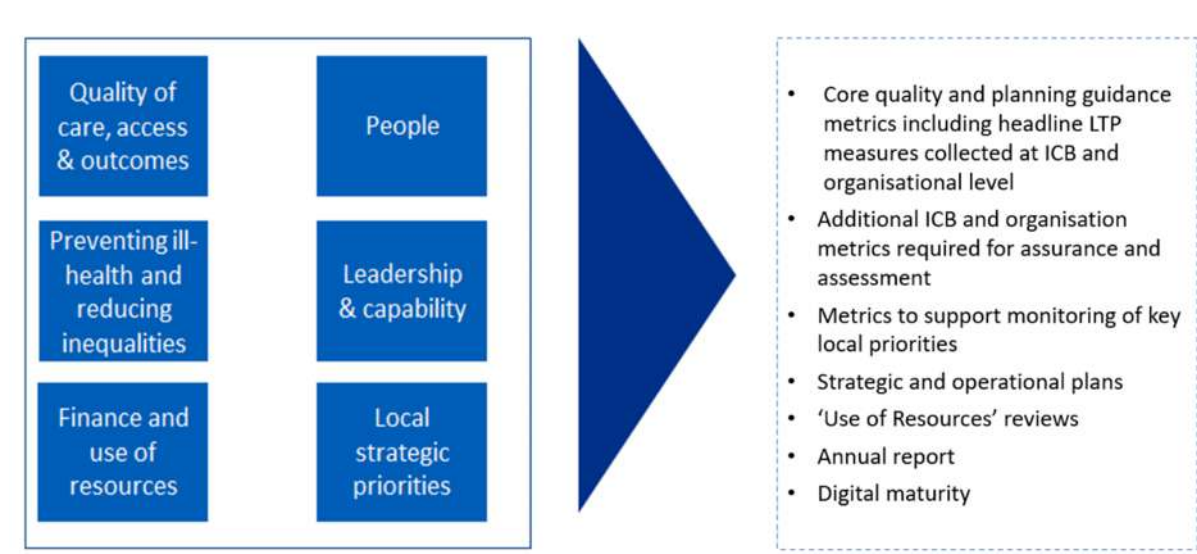 Quality of
care, access
& outcomes
People
Preventing ill-
health and
reducing
inequalities
Leadership
& capability
Finance and
use of
resources
Local
strategic
priorities
• Core quality and planning guidance
metrics including headline LTP
measures collected at ICB and
organisational level
• Additional ICB and organisation
metrics required for assurance and
assessment
• Metrics to support monitoring of key
local priorities
• Strategic and operational plans
• ‘Use of Resources’ reviews
• Annual report
• Digital maturity